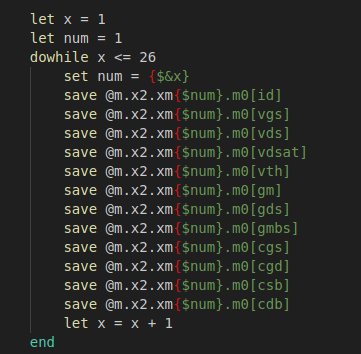 let x = 1
let num = 1
dowhile x <= 26
set num = {$&x}
save @m.x2.xm{$num}.m0[id]
save @m.x2.xm{$num}.m0[vgs]
save @m.x2.xm{$num}.m0[vds]
save @m.x2.xm{$num}.m0[vdsat]
save @m.x2.xm{$num}.m0[vth]
save @m.x2.xm{$num}.m0[gm]
save @m.x2.xm{$num}.m0[gds]
save @m.x2.xm{$num}.m0[gmbs]
save @m.x2.xm{$num}.m0[cgs]
save @m.x2.xm{$num}.m0[cgd]
save @m.x2.xm{$num}.m0[csb]
save @m.x2.xm{$num}.m0[cdb]
let x = x + 1
end